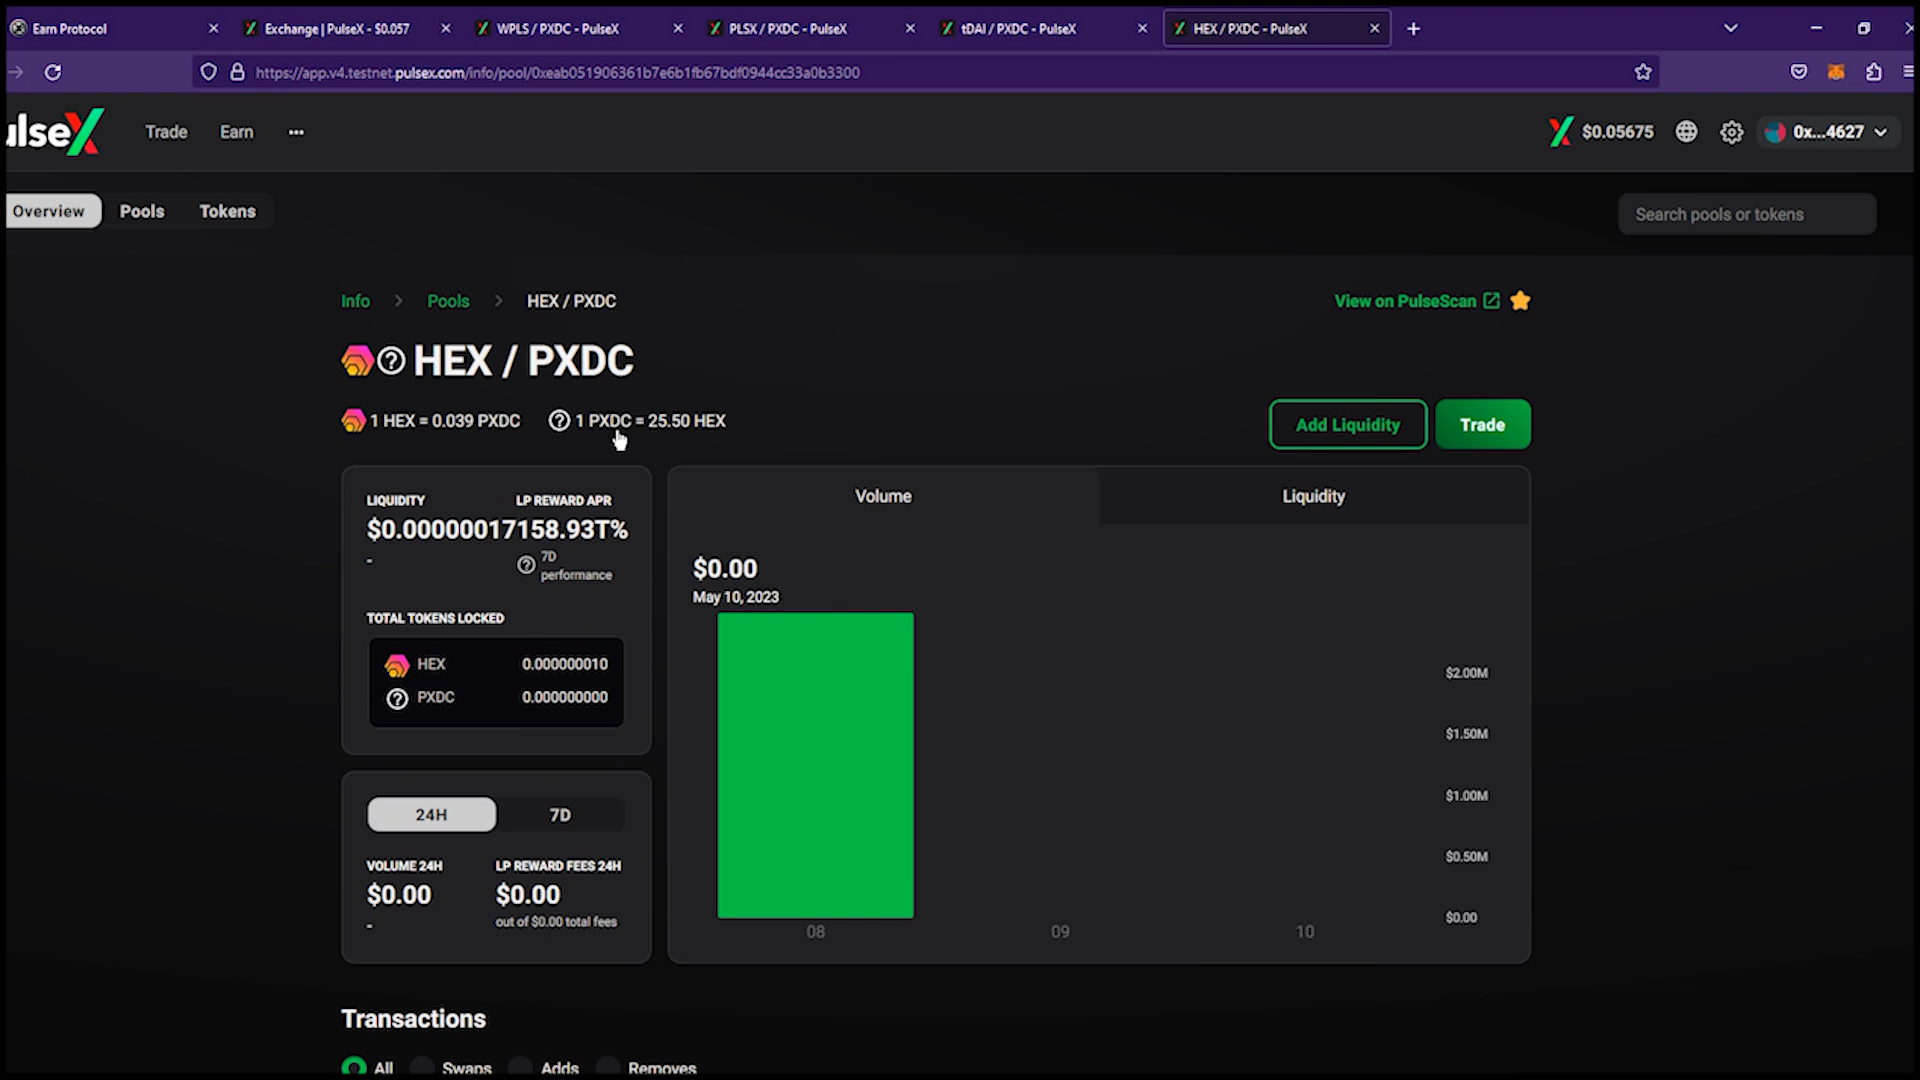 Earn Protocol
Exchange | PulseX - $0.057
WPLS / PXDC - PulseX
PLSX / PXDC - PulseX
tDAI / PXDC - PulseX
HEX / PXDC - PulseX
https://app.v4.testnet.pulsex.com/info/pool/0xeab051906361b7e6b1fb67bdf0944cc33a0b3300
ulseX
Trade
Earn
$0.05675
0x...4627
Overview
Pools
Tokens
Search pools or tokens
Info > Pools > HEX / PXDC
View on PulseScan
HEX / PXDC
1 HEX = 0.039 PXDC
1 PXDC = 25.50 HEX
Add Liquidity
Trade
LIQUIDITY
LP REWARD APR
$0.00000017158.93T%
-
7D
performance
TOTAL TOKENS LOCKED
HEX 0.000000010
PXDC 0.000000000
24H
7D
VOLUME 24H
LP REWARD FEES 24H
$0.00
$0.00
-
out of $0.00 total fees
Volume
Liquidity
$0.00
May 10, 2023
$2.00M
$1.50M
$1.00M
$0.50M
$0.00
08
09
10
Transactions
All
Swaps
Adds
Removes